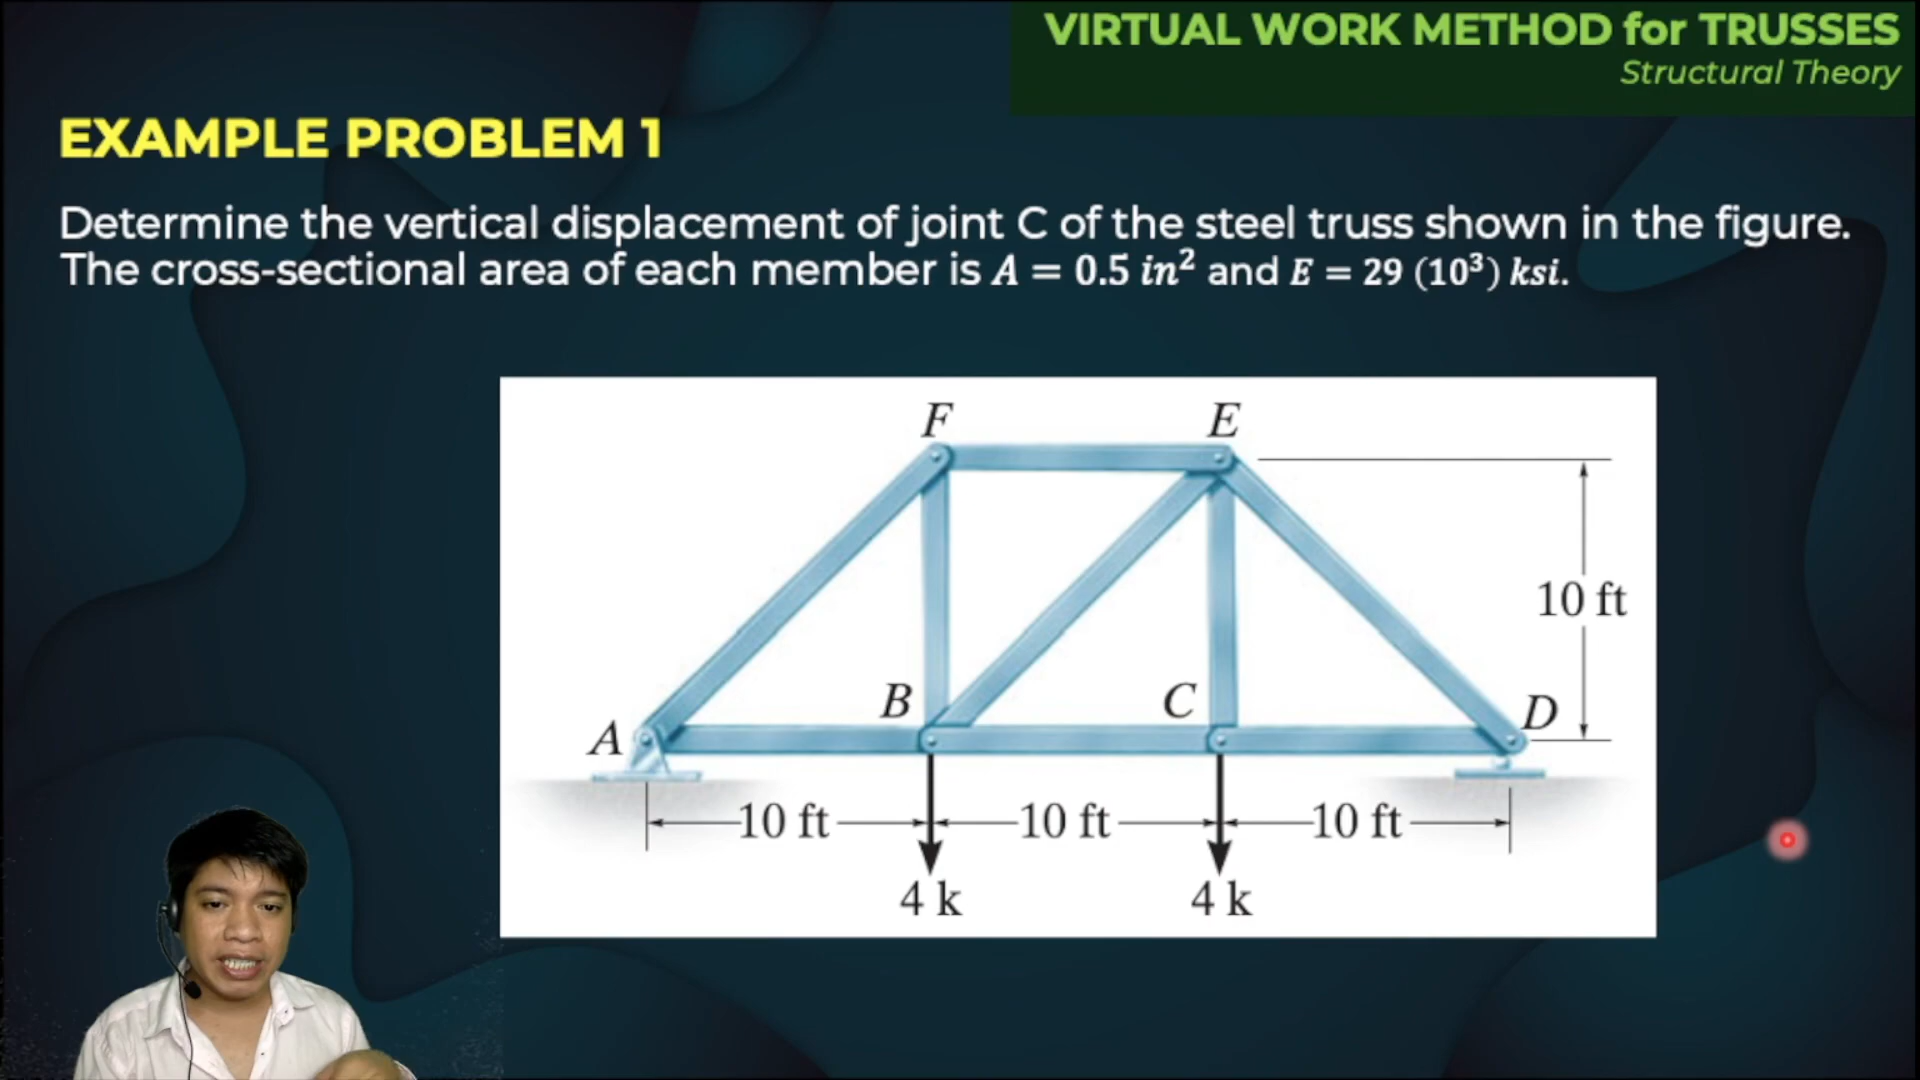 VIRTUAL WORK METHOD for TRUSSES
Structural Theory
EXAMPLE PROBLEM 1
Determine the vertical displacement of joint C of the steel truss shown in the figure.
The cross-sectional area of each member is A = 0.5 in² and E = 29 (10³) ksi.
F E
10 ft
B C D
A
10 ft 10 ft 10 ft
4 k 4 k